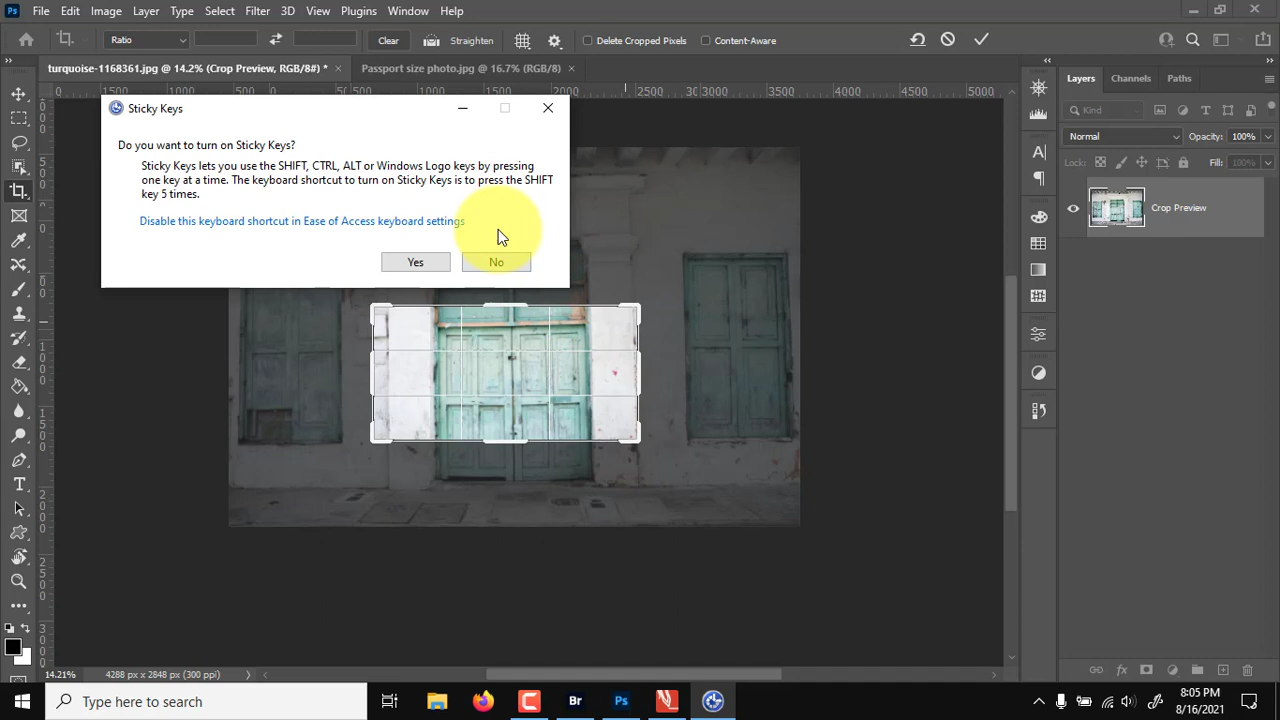 Ps File Edit Image Layer Type Select Filter 3D View Plugins Window Help
Ratio Clear Straighten Delete Cropped Pixels Content-Aware
turquoise-1168361.jpg @ 14.2% (Crop Preview, RGB/8#) * × Passport size photo.jpg @ 16.7% (RGB/8) ×
Layers Channels Paths
Sticky Keys
Do you want to turn on Sticky Keys?
Sticky Keys lets you use the SHIFT, CTRL, ALT or Windows Logo keys by pressing
one key at a time. The keyboard shortcut to turn on Sticky Keys is to press the SHIFT
key 5 times.
Disable this keyboard shortcut in Ease of Access keyboard settings
Yes No
Kind
Normal Opacity: 100%
Lock: Fill: 100%
Crop Preview
14.21% 4288 px x 2848 px (300 ppi)
Type here to search
Br Ps
8:05 PM
8/16/2021